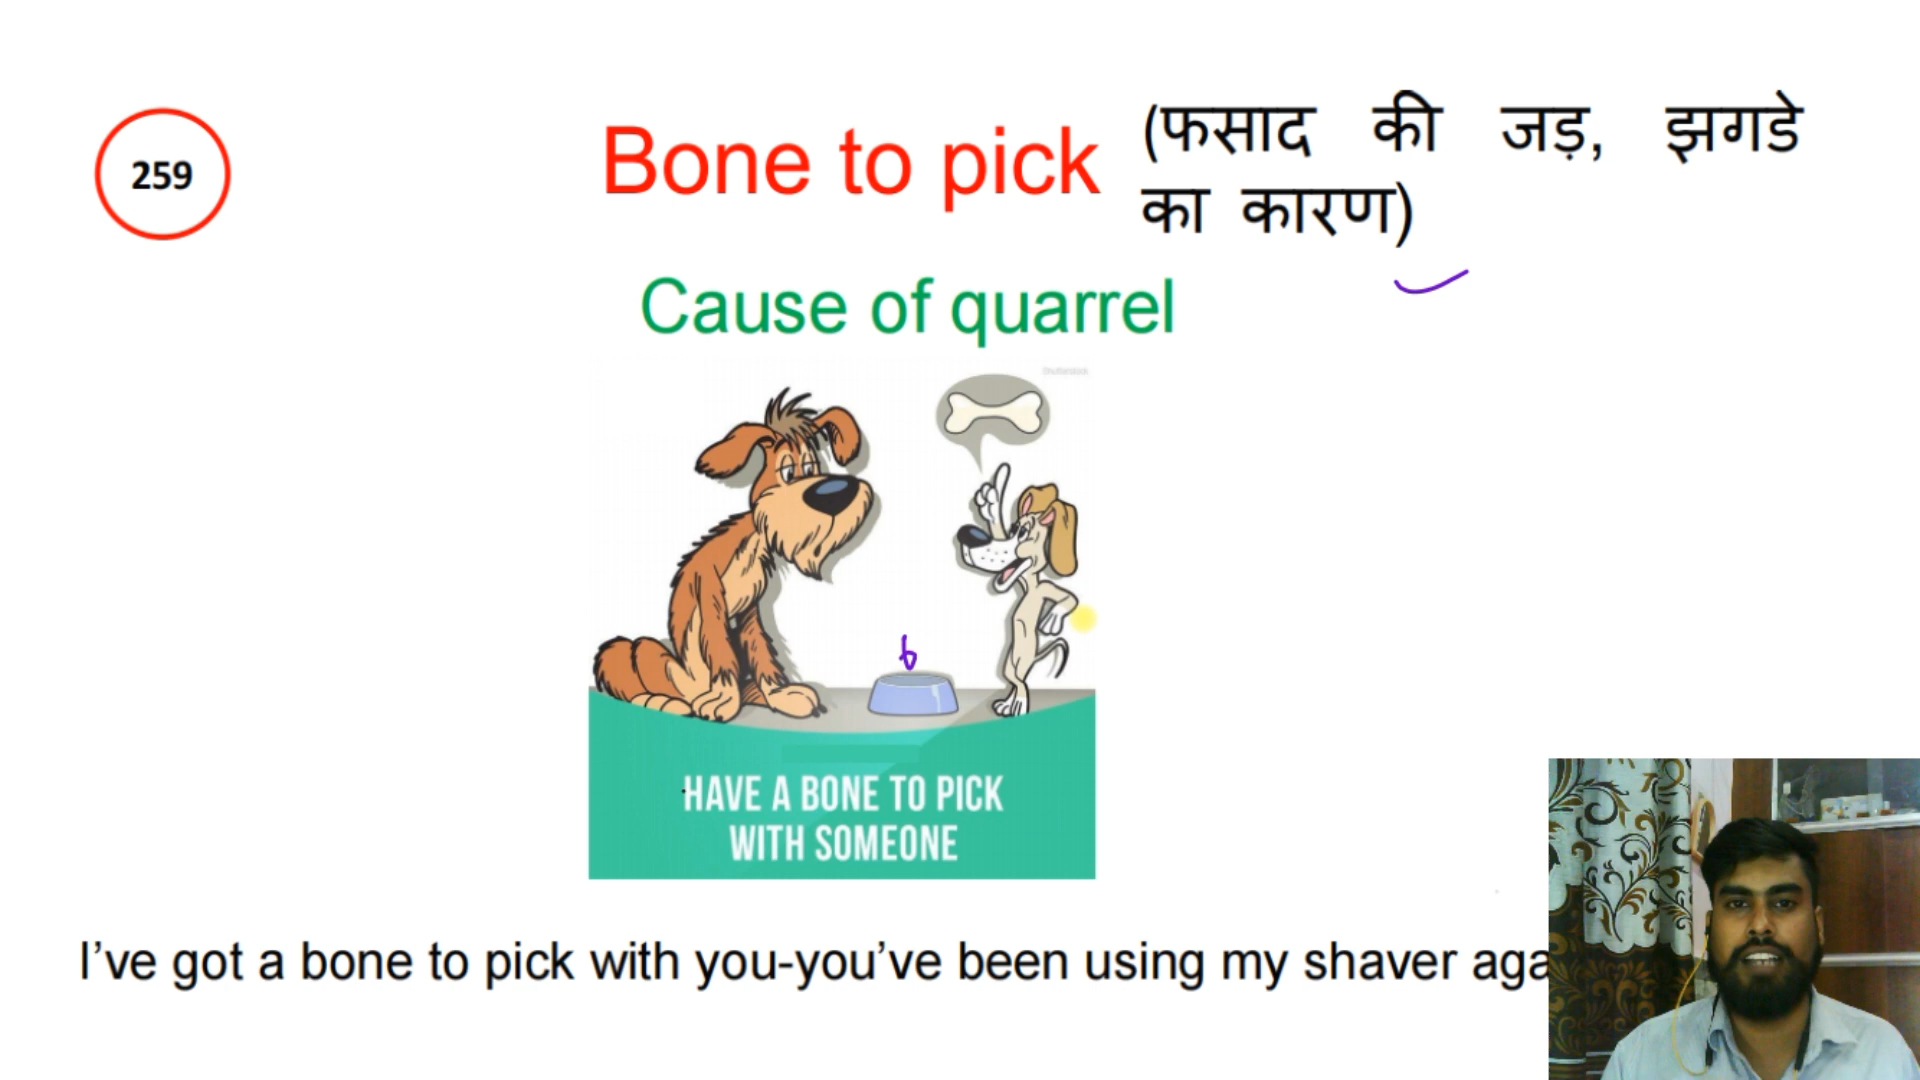 259
Bone to pick
(फसाद की जड़, झगडे
का कारण)
Cause of quarrel
shutterstock
b
HAVE A BONE TO PICK
WITH SOMEONE
I've got a bone to pick with you-you've been using my shaver aga